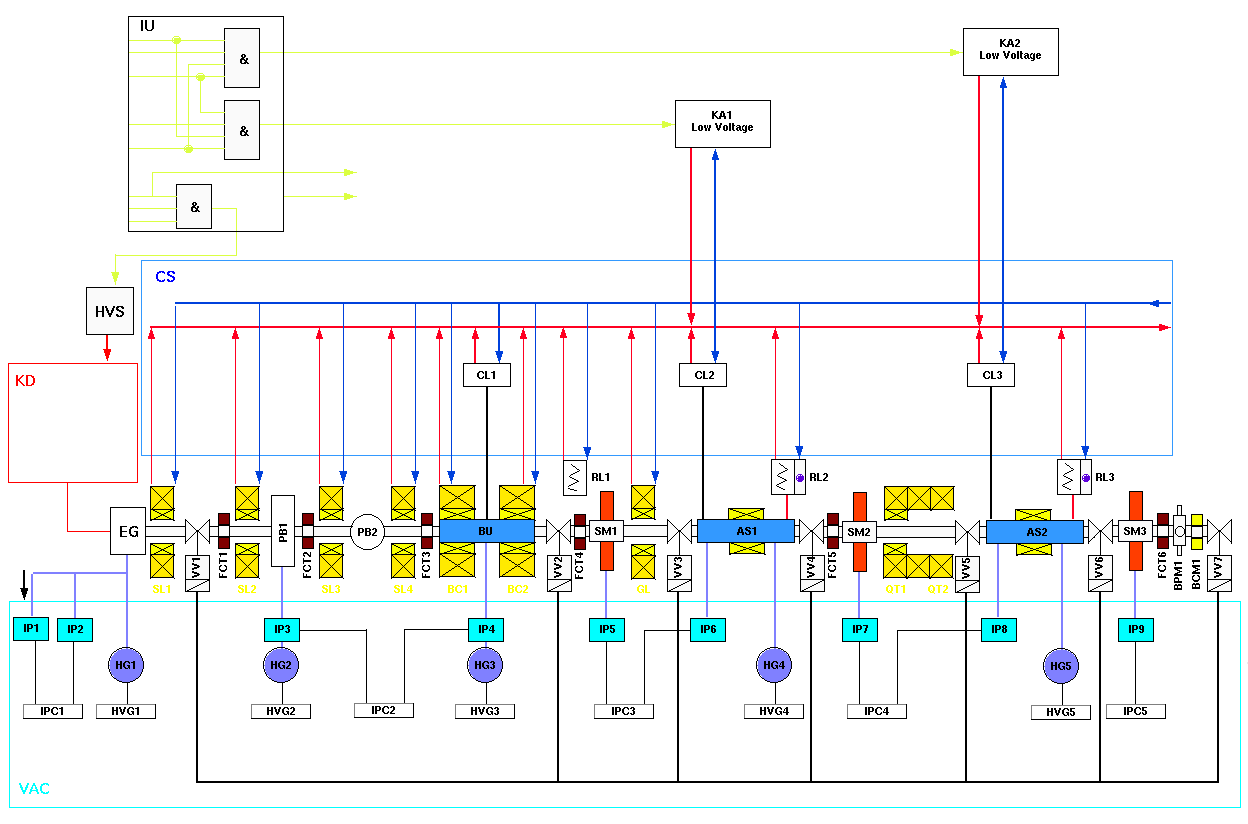 IU
&
&
&
KA2
Low Voltage
KA1
Low Voltage
CS
HVS
KD
CL1
CL2
CL3
RL1
RL2
RL3
EG
PB1
PB2
BU
SM1
AS1
SM2
AS2
SM3
VV1
FCT1
FCT2
FCT3
VV2
FCT4
VV3
VV4
FCT5
VV5
VV6
FCT6
BPM1
BCM1
VV7
SL1
SL2
SL3
SL4
BC1
BC2
GL
OT1
OT2
IP1
IP2
IP3
IP4
IP5
IP6
IP7
IP8
IP9
HG1
HG2
HG3
HG4
HG5
IPC1
HVG1
HVG2
IPC2
HVG3
IPC3
HVG4
IPC4
HVG5
IPC5
VAC